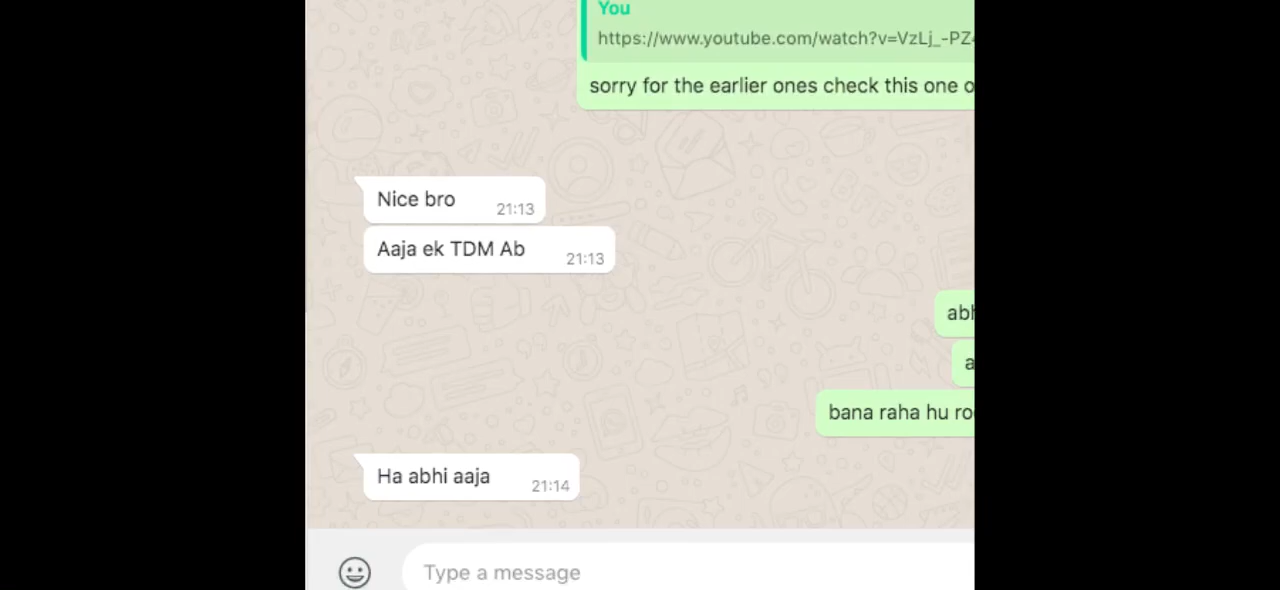 You
https://www.youtube.com/watch?v=VzLj_-PZ
sorry for the earlier ones check this one
Nice bro
21:13
Aaja ek TDM Ab
21:13
bana raha hu
Ha abhi aaja
21:14
Type a message